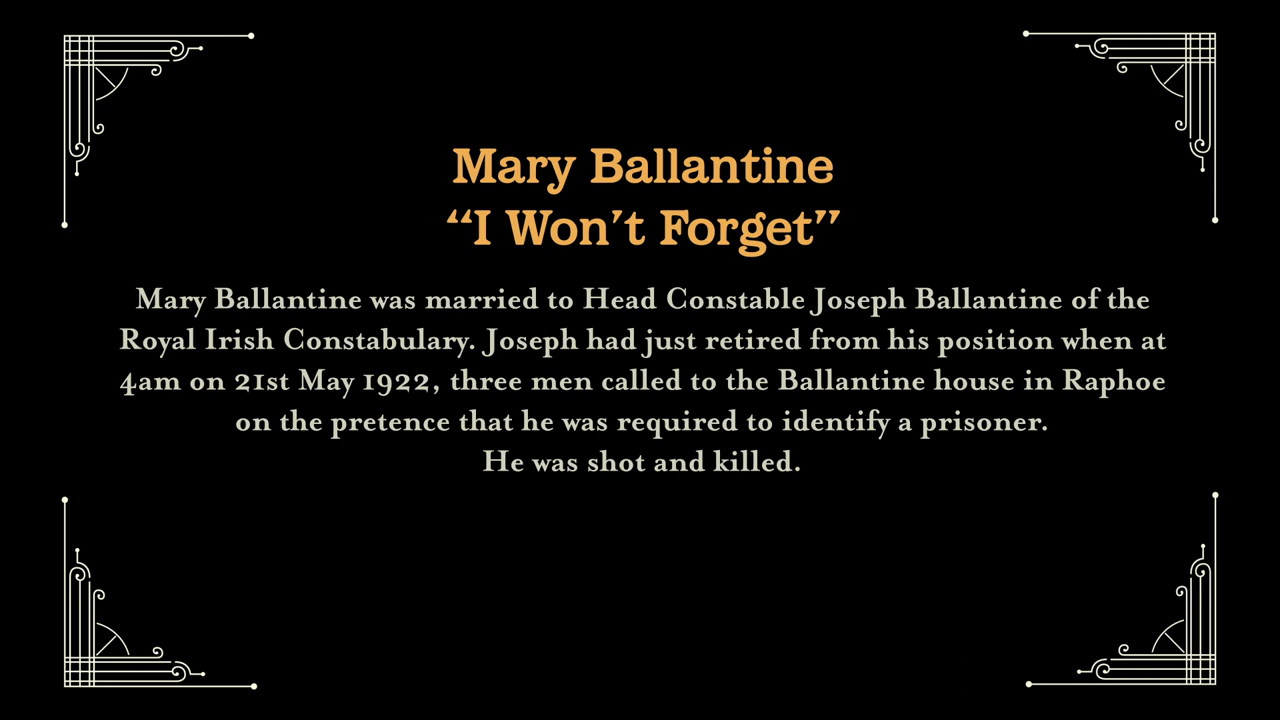 Mary Ballantine
“I Won’t Forget”
Mary Ballantine was married to Head Constable Joseph Ballantine of the
Royal Irish Constabulary. Joseph had just retired from his position when at
4am on 21st May 1922, three men called to the Ballantine house in Raphoe
on the pretence that he was required to identify a prisoner.
He was shot and killed.